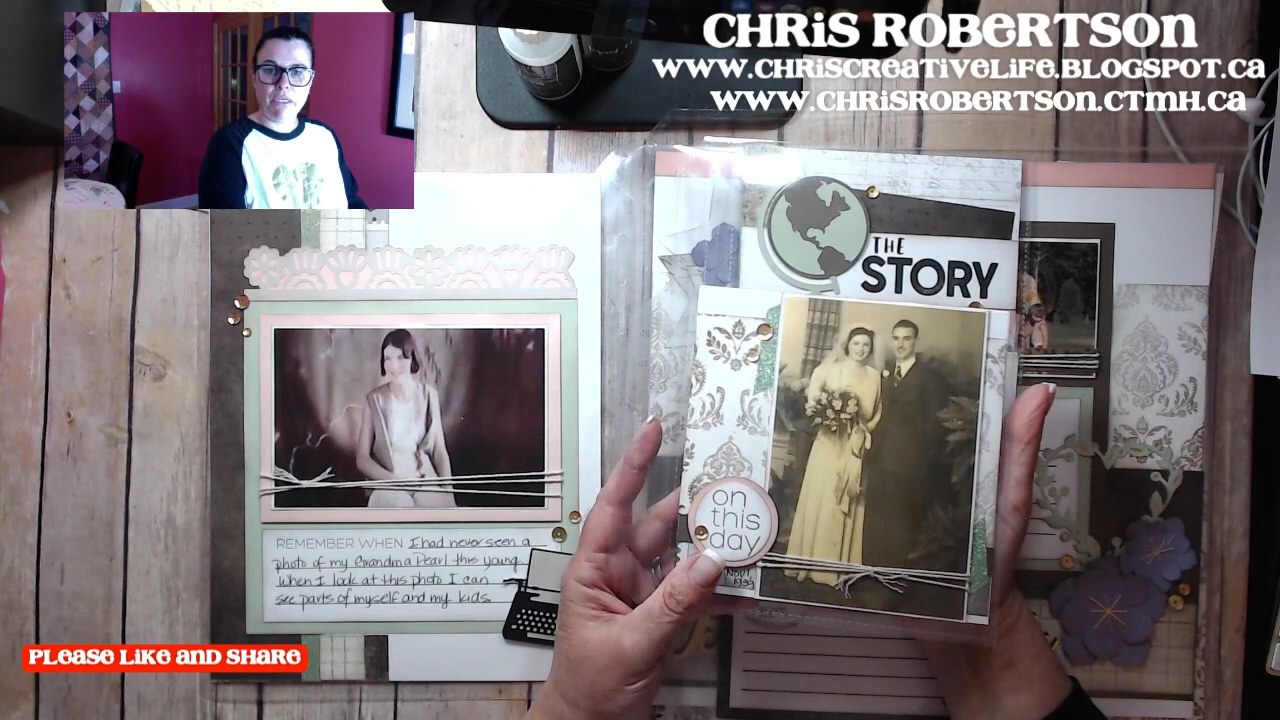 CHRIS ROBERTSON
www.chriscreativelife.blogspot.ca
www.chrisrobertson.ctmh.ca
THE
STORY
on
this
day
Nov 1
REMEMBER WHEN I had never seen a
photo of my Grandma Pearl this young.
When I look at this photo I can
see parts of myself and my kids.
PLEASE LIKE AND SHARE